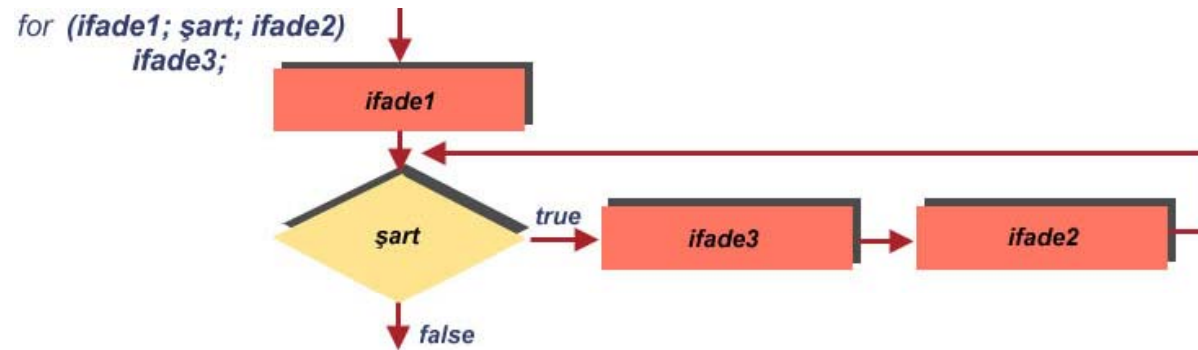 for (ifade1; şart; ifade2)
ifade3;
ifade1
şart
true
ifade3
ifade2
false